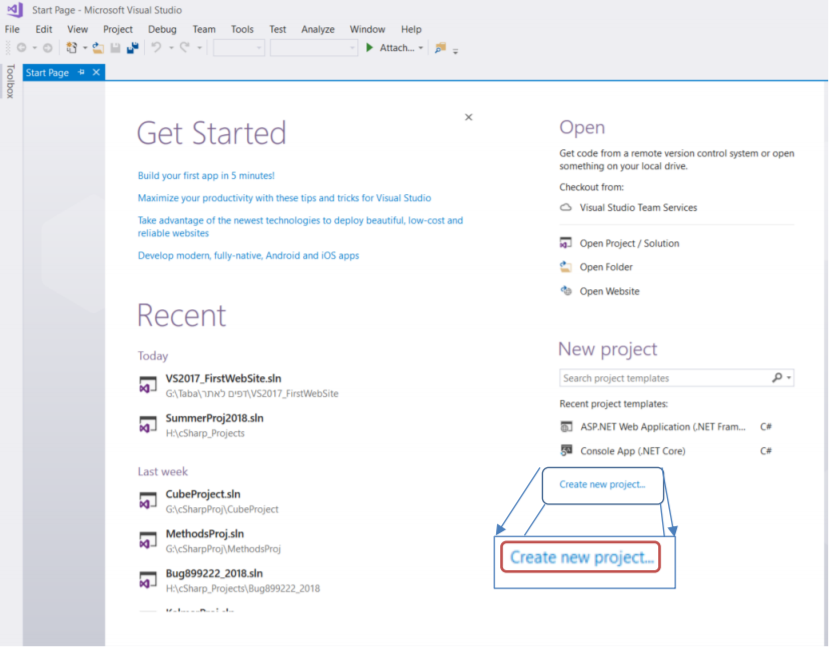 Start Page - Microsoft Visual Studio
File Edit View Project Debug Team Tools Test Analyze Window Help
Attach...
Toolbox
Start Page
Get Started
Build your first app in 5 minutes!
Maximize your productivity with these tips and tricks for Visual Studio
Take advantage of the newest technologies to deploy beautiful, low-cost and
reliable websites
Develop modern, fully-native, Android and iOS apps
Recent
Today
VS2017_FirstWebSite.sln
G:\Taba\דפים לאתר\VS2017_FirstWebSite
SummerProj2018.sln
H:\cSharp_Projects
Last week
CubeProject.sln
G:\cSharpProj\CubeProject
MethodsProj.sln
G:\cSharpProj\MethodsProj
Bug899222_2018.sln
H:\cSharp_Projects\Bug899222_2018
Open
Get code from a remote version control system or open
something on your local drive.
Checkout from:
Visual Studio Team Services
Open Project / Solution
Open Folder
Open Website
New project
Search project templates
Recent project templates:
ASP.NET Web Application (.NET Fram... C#
Console App (.NET Core) C#
Create new project...
Create new project...